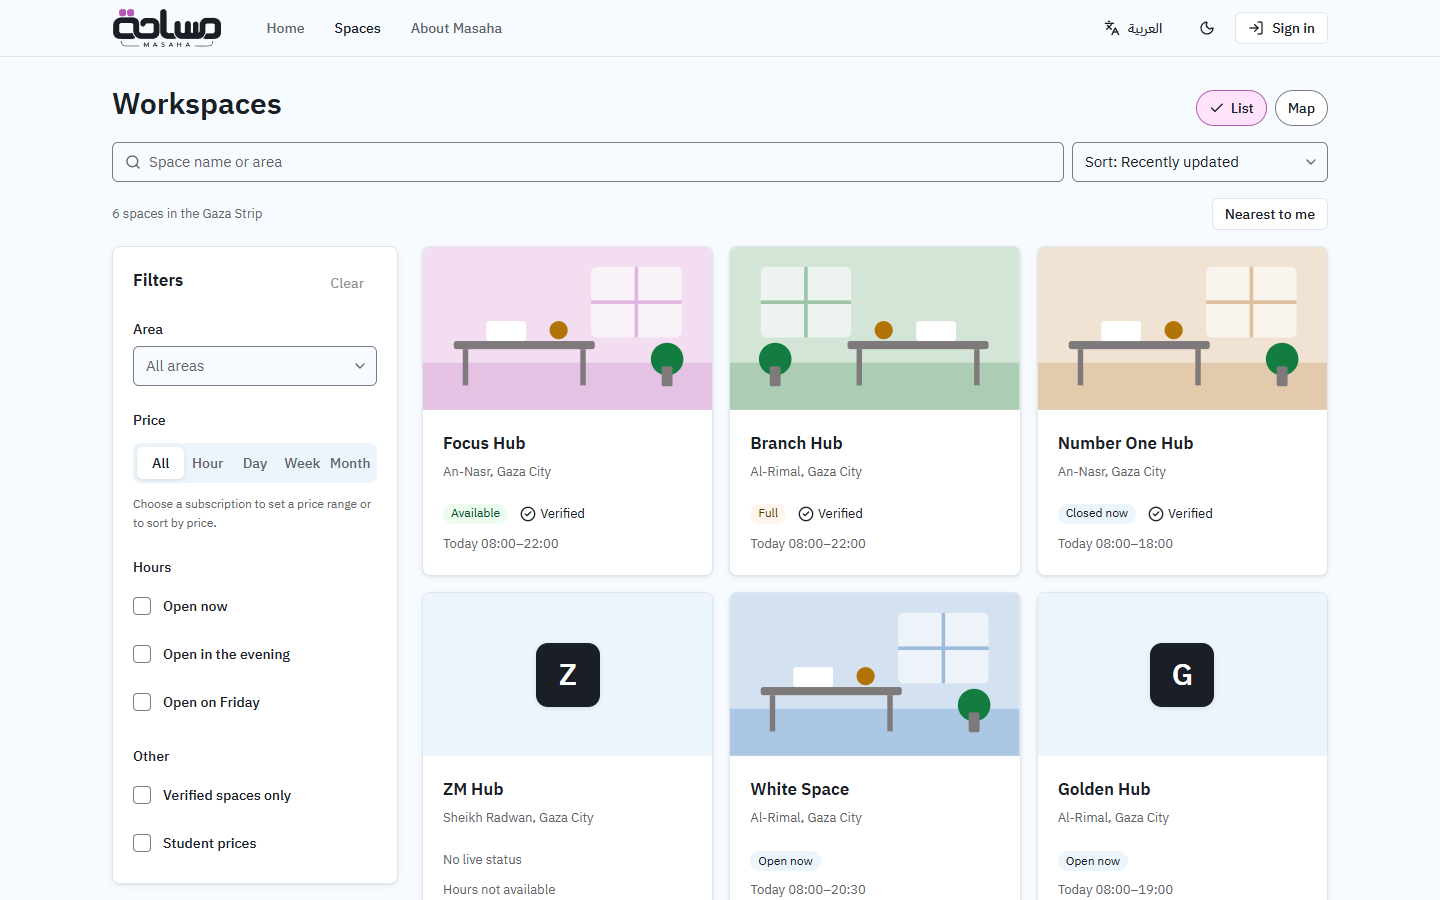 مساحة
MASAHA
Home
Spaces
About Masaha
العربية
Sign in
Workspaces
List
Map
Space name or area
Sort: Recently updated
6 spaces in the Gaza Strip
Nearest to me
Filters
Clear
Area
All areas
Price
All
Hour
Day
Week
Month
Choose a subscription to set a price range or
to sort by price.
Hours
Open now
Open in the evening
Open on Friday
Other
Verified spaces only
Student prices
Focus Hub
An-Nasr, Gaza City
Available
Verified
Today 08:00–22:00
Branch Hub
Al-Rimal, Gaza City
Full
Verified
Today 08:00–22:00
Number One Hub
An-Nasr, Gaza City
Closed now
Verified
Today 08:00–18:00
Z
ZM Hub
Sheikh Radwan, Gaza City
No live status
Hours not available
White Space
Al-Rimal, Gaza City
Open now
Today 08:00–20:30
G
Golden Hub
Al-Rimal, Gaza City
Open now
Today 08:00–19:00